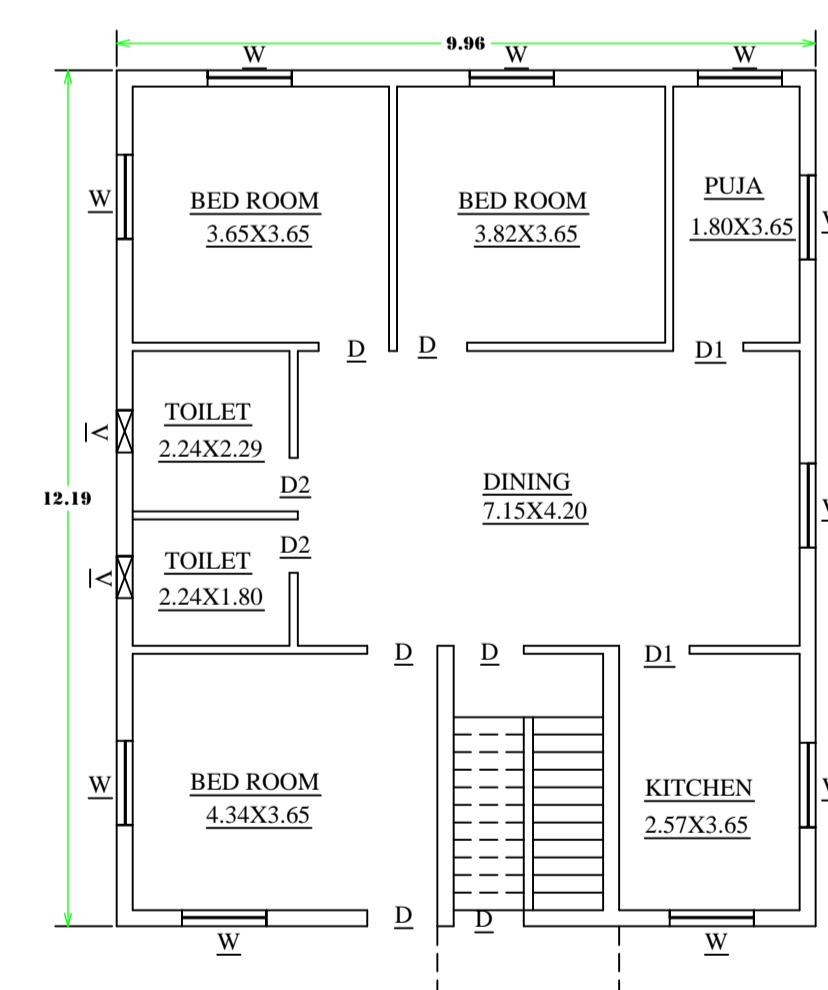 9.96
W
W
W
W
BED ROOM
3.65X3.65
BED ROOM
3.82X3.65
PUJA
1.80X3.65
D
D
D1
V
TOILET
2.24X2.29
D2
12.19
DINING
7.15X4.20
D2
V
TOILET
2.24X1.80
D
D
D1
W
BED ROOM
4.34X3.65
KITCHEN
2.57X3.65
D
D
W
W